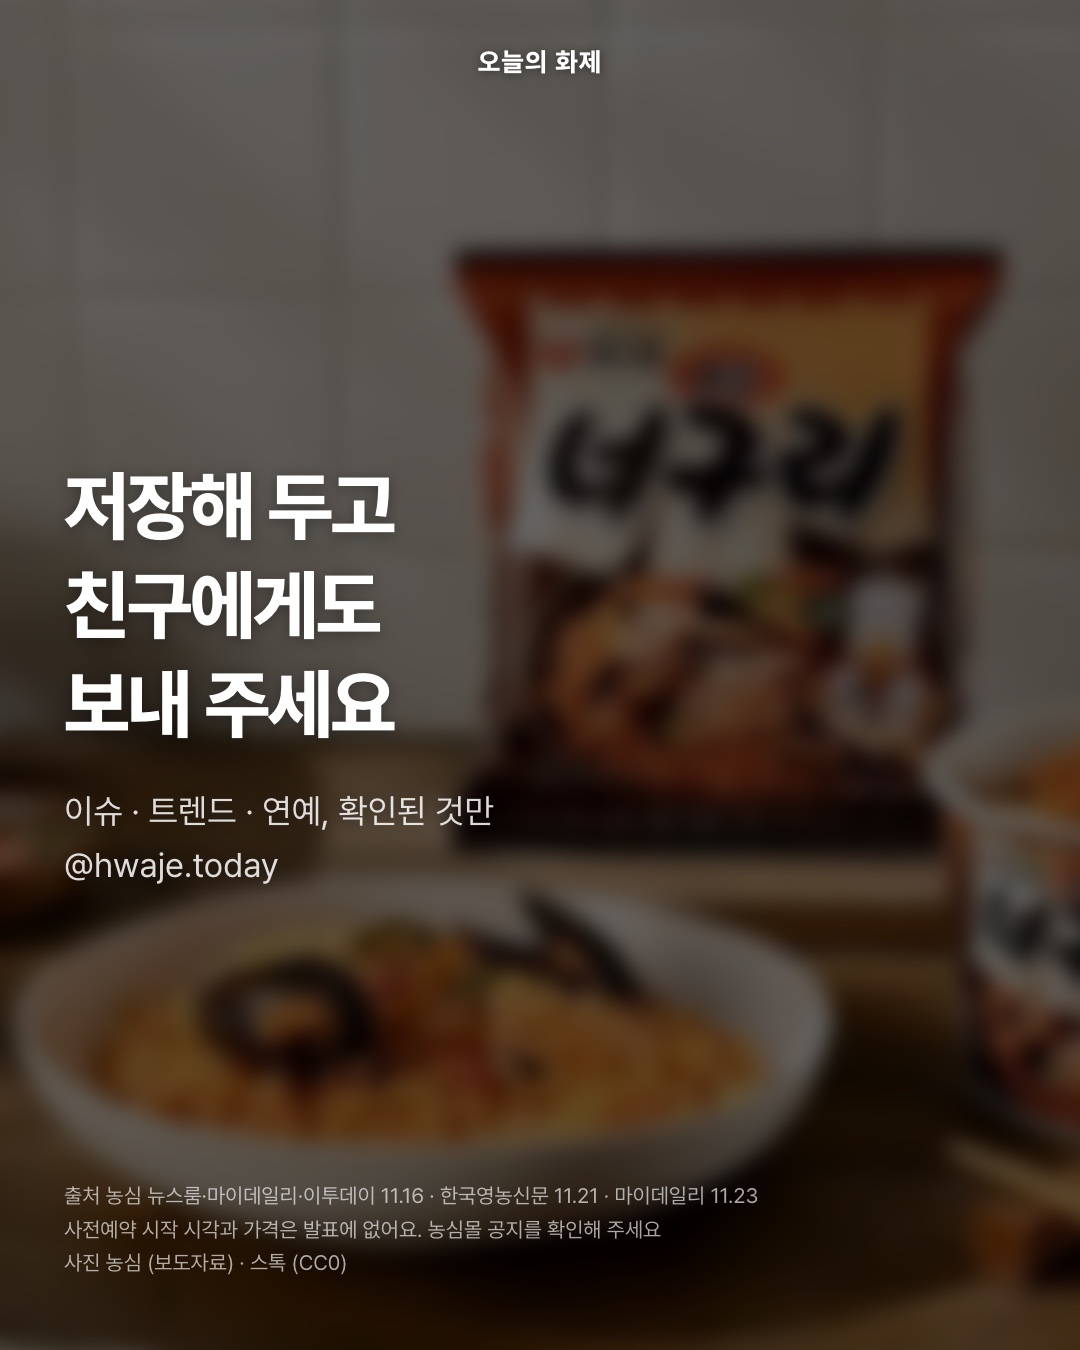 오늘의 화제
너구리
저장해 두고
친구에게도
보내 주세요
이슈 · 트렌드 · 연예, 확인된 것만
@hwaje.today
출처 농심 뉴스룸·마이데일리·이투데이 11.16 · 한국영농신문 11.21 · 마이데일리 11.23
사전예약 시작 시각과 가격은 발표에 없어요. 농심몰 공지를 확인해 주세요
사진 농심 (보도자료) · 스톡 (CC0)